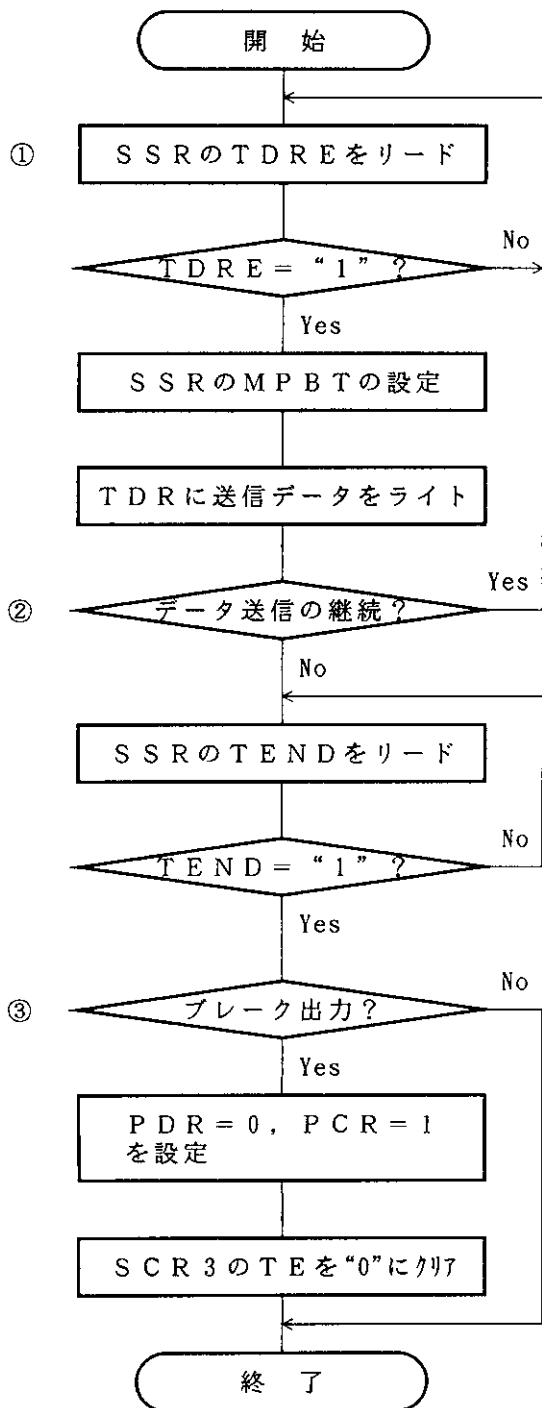 開 始
① SSRのTDREをリード
TDRE=“1”?
No
Yes
SSRのMPBTの設定
TDRに送信データをライト
② データ送信の継続?
Yes
No
SSRのTENDをリード
TEND=“1”?
No
Yes
③ ブレーク出力?
No
Yes
PDR=0, PCR=1
を設定
SCR3のTEを“0”にクリア
終 了